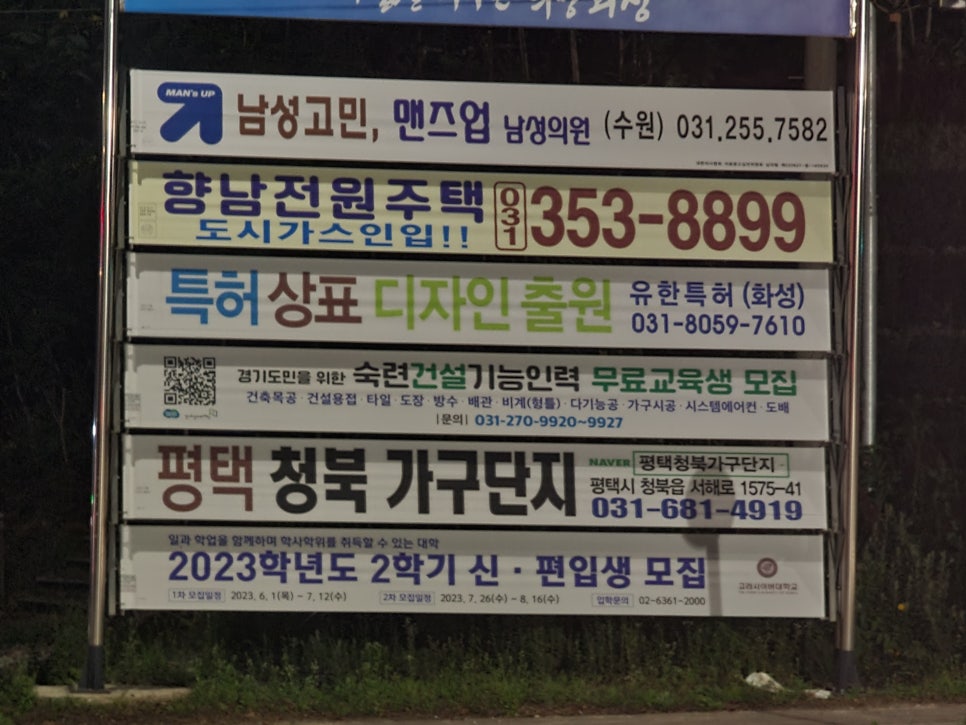 MAN's UP
남성고민, 맨즈업 남성의원 (수원) 031.255.7582
향남전원주택
도시가스인입!!
031 353-8899
특허 상표 디자인 출원
유한특허 (화성)
031-8059-7610
경기도민을 위한 숙련건설기능인력 무료교육생 모집
건축목공·건설용접·타일·도장·방수·배관·비계(형틀)·다기능공·가구시공·시스템에어컨·도배
|문의| 031-270-9920~9927
평택 청북 가구단지
NAVER 평택청북가구단지
평택시 청북읍 서해로 1575-41
031-681-4919
일과 학업을 함께하며 학사학위를 취득할 수 있는 대학
2023학년도 2학기 신·편입생 모집
1차 모집일정 2023. 6. 1(목) ~ 7. 12(수) 2차 모집일정 2023. 7. 26(수) ~ 8. 16(수) 입학문의 02-6361-2000
고려사이버대학교